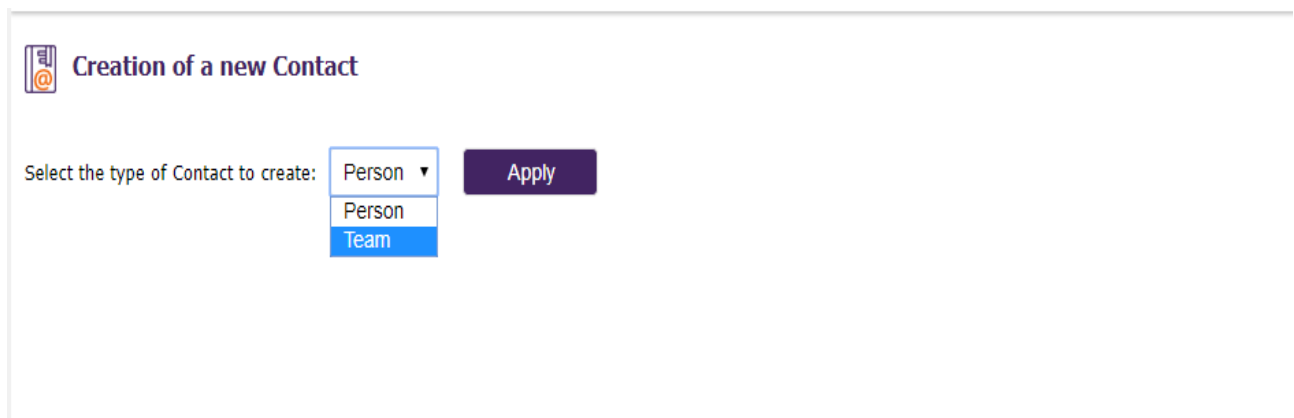 Creation of a new Contact
Select the type of Contact to create: Person Apply
Person
Team